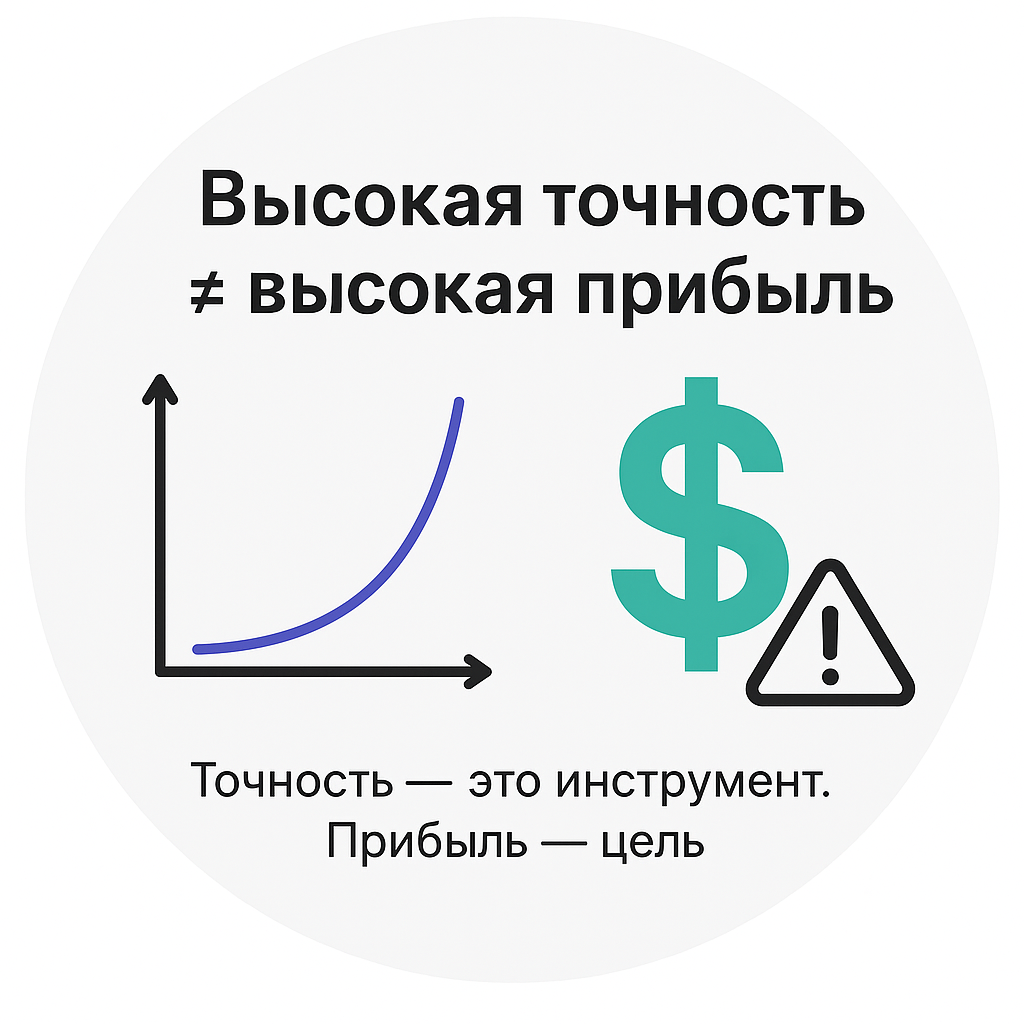 Высокая точность
≠ высокая прибыль
Точность — это инструмент.
Прибыль — цель